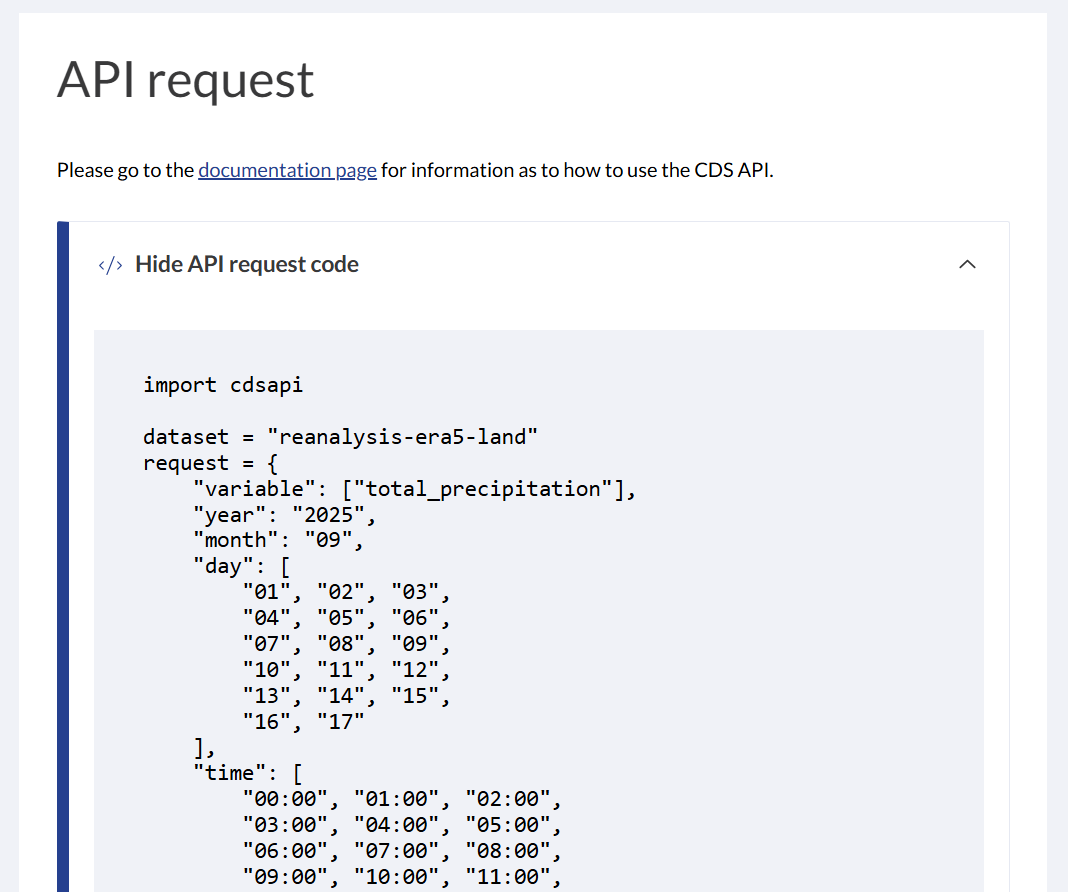 API request
Please go to the documentation page for information as to how to use the CDS API.
</> Hide API request code
import cdsapi
dataset = "reanalysis-era5-land"
request = {
    "variable": ["total_precipitation"],
    "year": "2025",
    "month": "09",
    "day": [
        "01", "02", "03",
        "04", "05", "06",
        "07", "08", "09",
        "10", "11", "12",
        "13", "14", "15",
        "16", "17"
    ],
    "time": [
        "00:00", "01:00", "02:00",
        "03:00", "04:00", "05:00",
        "06:00", "07:00", "08:00",
        "09:00", "10:00", "11:00",